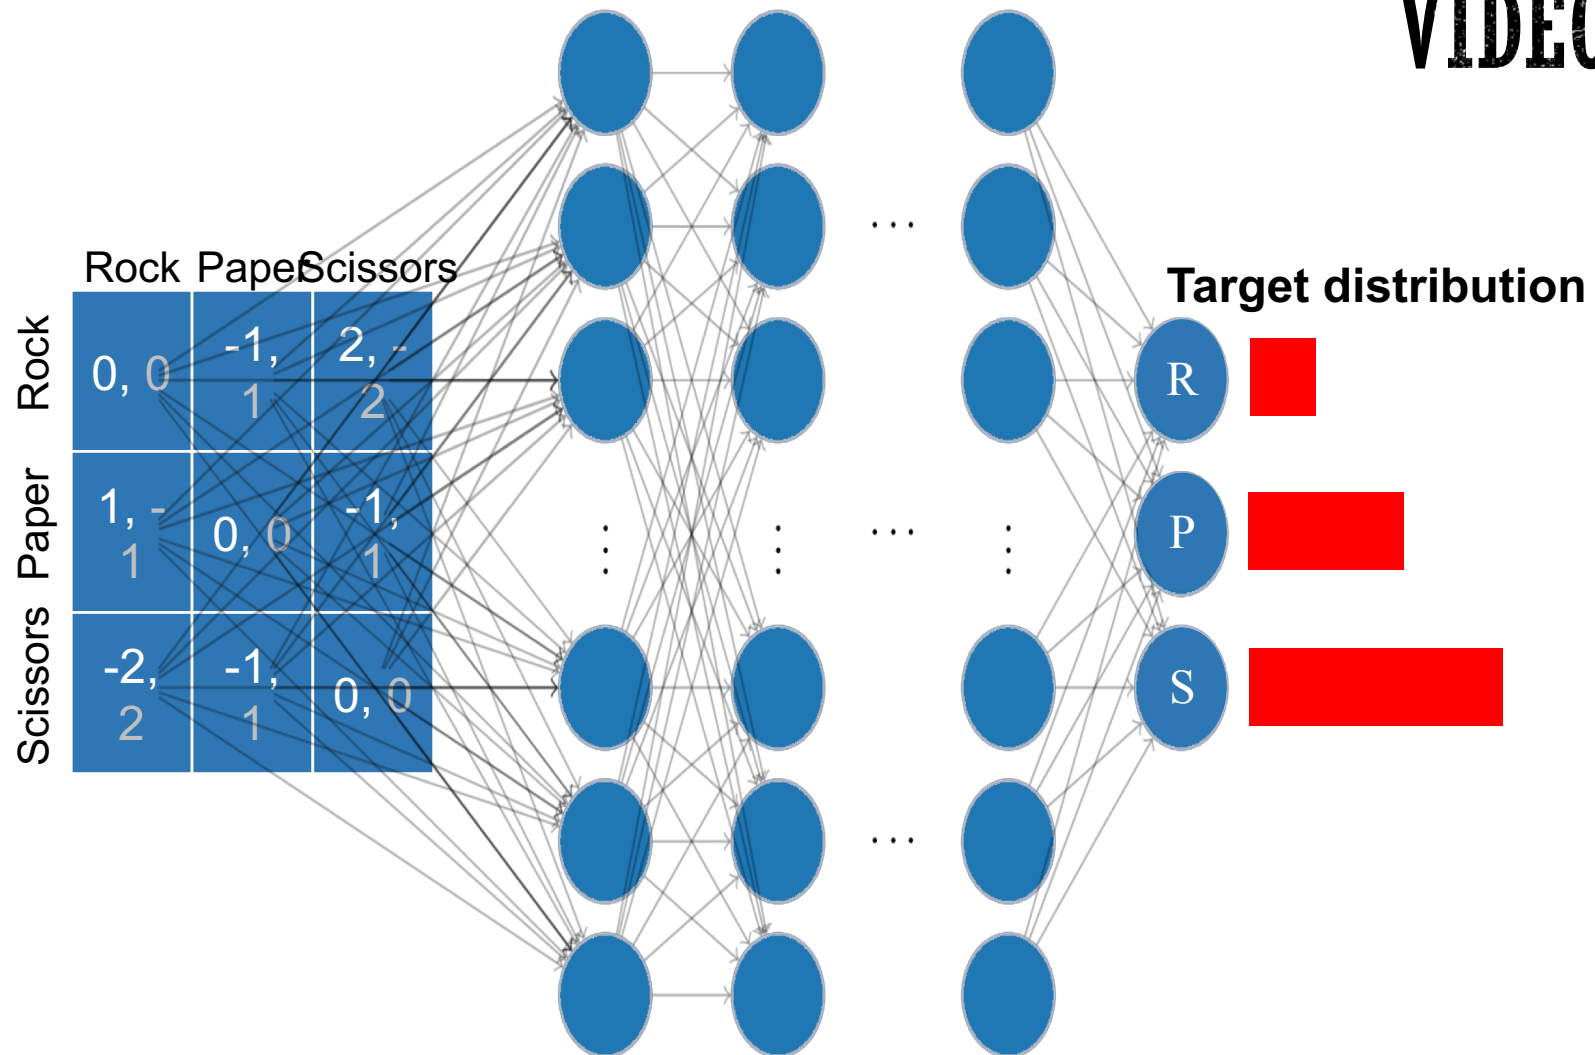 VIDEO
Rock Paper Scissors
Target distribution
Rock
0, 0
-1,
1
2, -
2
R
Paper
1, -
1
0, 0
-1,
1
P
Scissors
-2,
2
-1,
1
0, 0
S